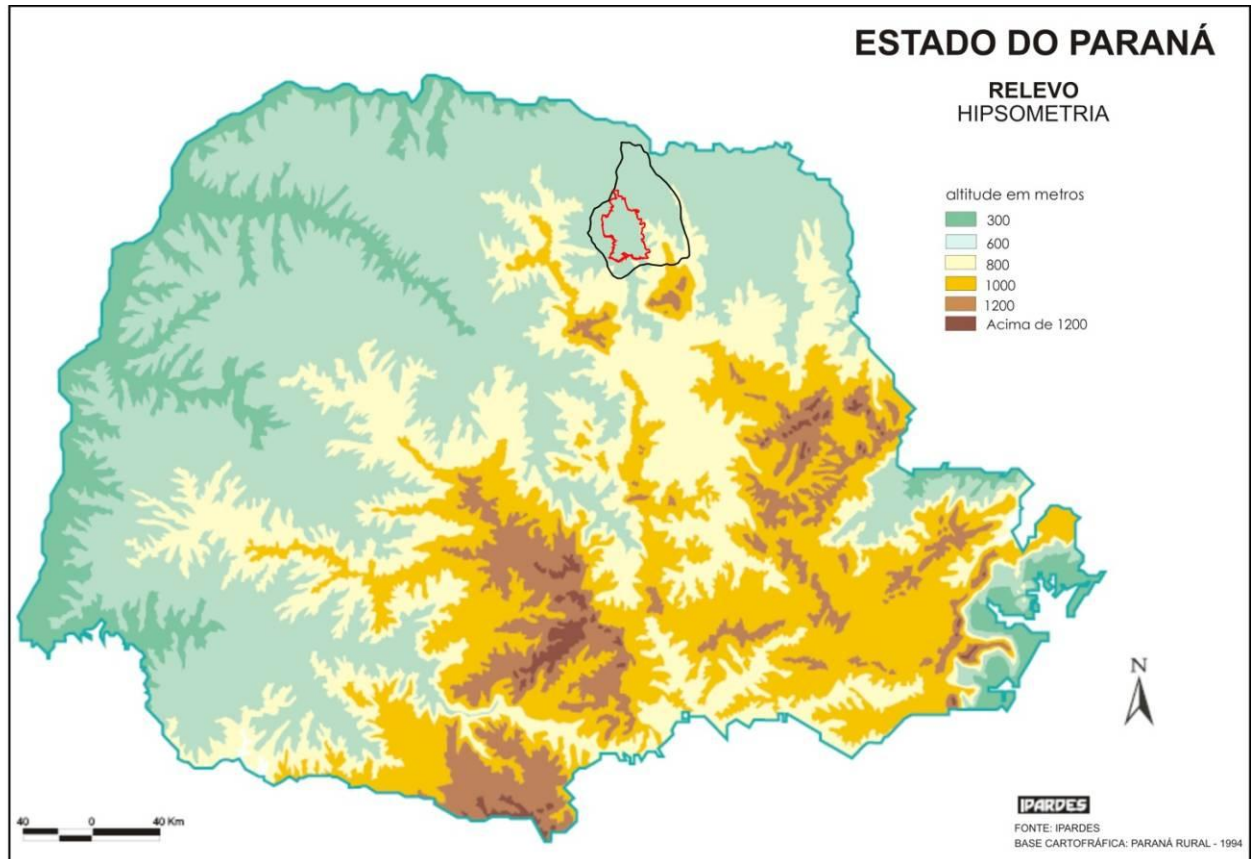 ESTADO DO PARANÁ
RELEVO
HIPSOMETRIA
altitude em metros
300
600
800
1000
1200
Acima de 1200
N
40 0 40 Km
IPARDES
FONTE: IPARDES
BASE CARTOFRÁFICA: PARANÁ RURAL - 1994